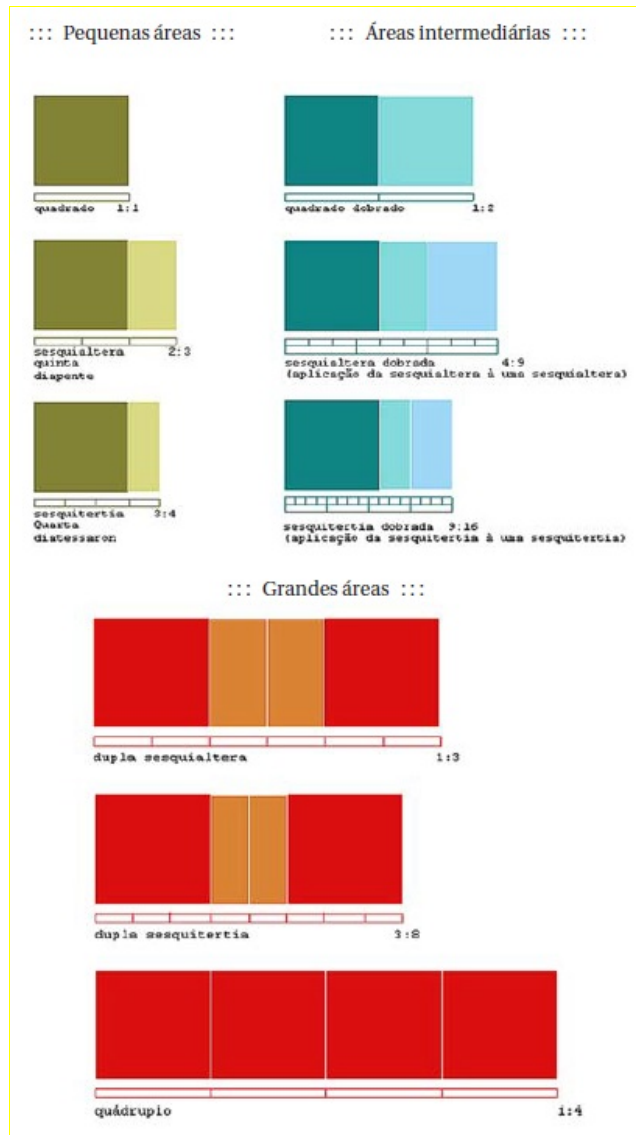 ::: Pequenas áreas :::
::: Áreas intermediárias :::
quadrado 1:1
quadrado dobrado 1:2
sesquialtera 2:3
quinta
diapente
sesquialtera dobrada 4:9
(aplicação da sesquialtera à uma sesquialtera)
sesquitertia 3:4
Quarta
diatessaron
sesquitertia dobrada 9:16
(aplicação da sesquitertia à uma sesquitertia)
::: Grandes áreas :::
dupla sesquialtera 1:3
dupla sesquitertia 3:8
quádruplo 1:4